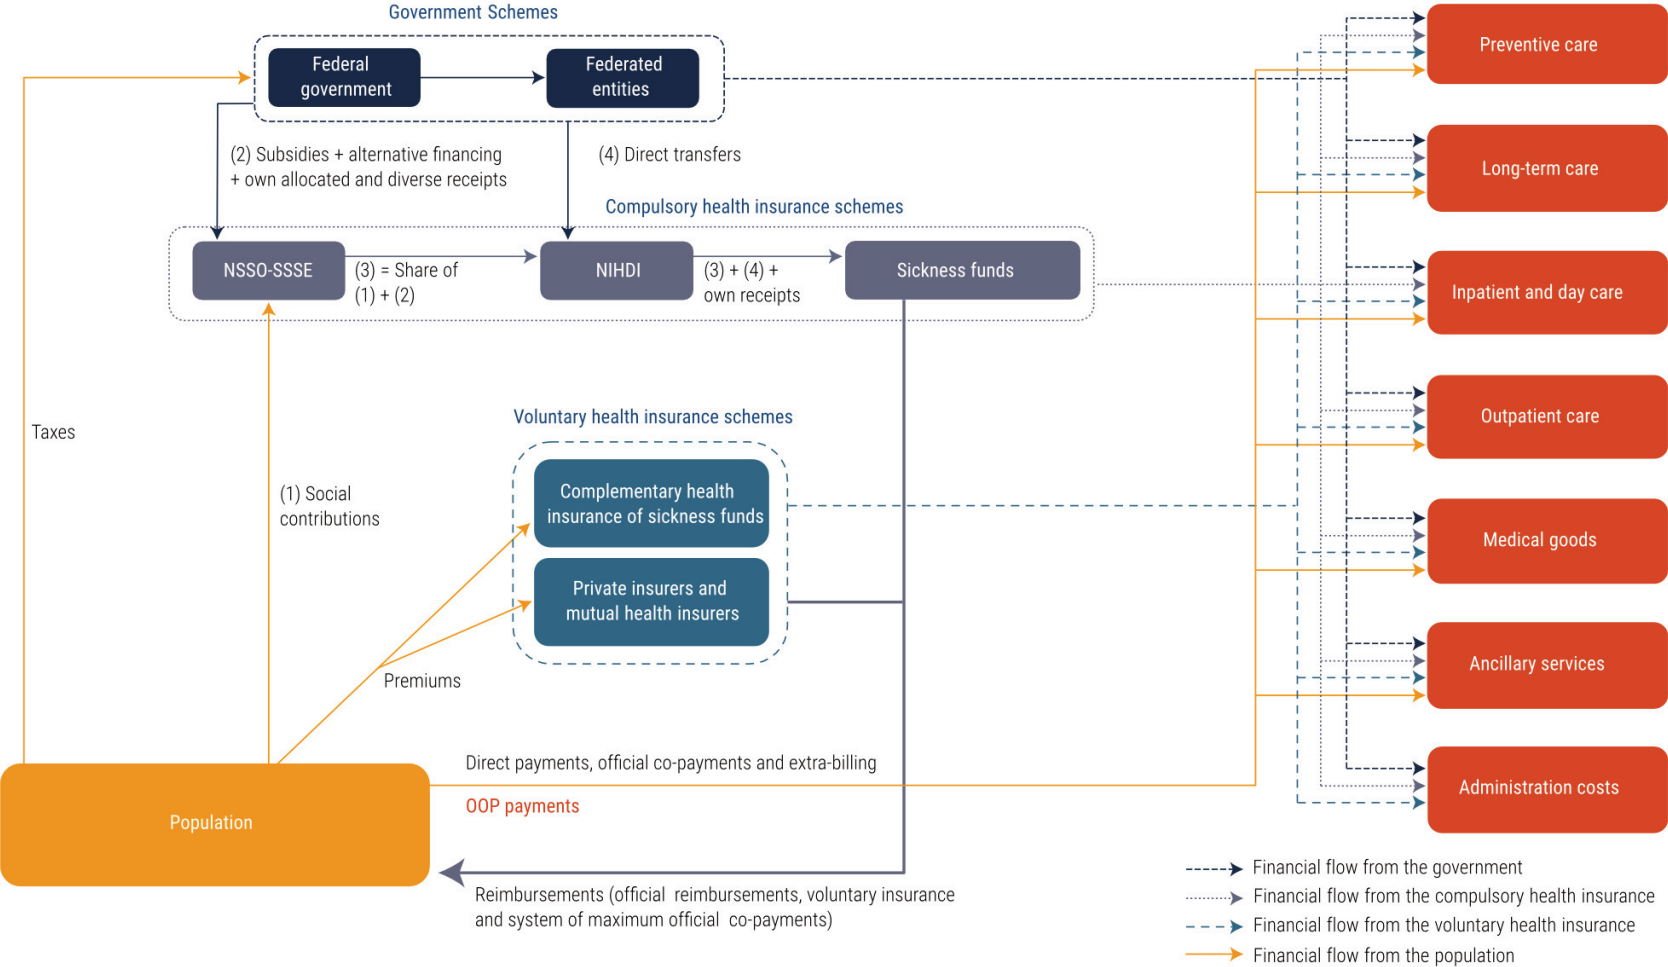 Government Schemes
Federal
government
Federated
entities
(2) Subsidies + alternative financing
+ own allocated and diverse receipts
(4) Direct transfers
Compulsory health insurance schemes
NSSO-SSSE
(3) = Share of
(1) + (2)
NIHDI
(3) + (4) +
own receipts
Sickness funds
Taxes
(1) Social
contributions
Voluntary health insurance schemes
Complementary health
insurance of sickness funds
Private insurers and
mutual health insurers
Premiums
Population
Direct payments, official co-payments and extra-billing
OOP payments
Reimbursements (official reimbursements, voluntary insurance
and system of maximum official co-payments)
Preventive care
Long-term care
Inpatient and day care
Outpatient care
Medical goods
Ancillary services
Administration costs
Financial flow from the government
Financial flow from the compulsory health insurance
Financial flow from the voluntary health insurance
Financial flow from the population